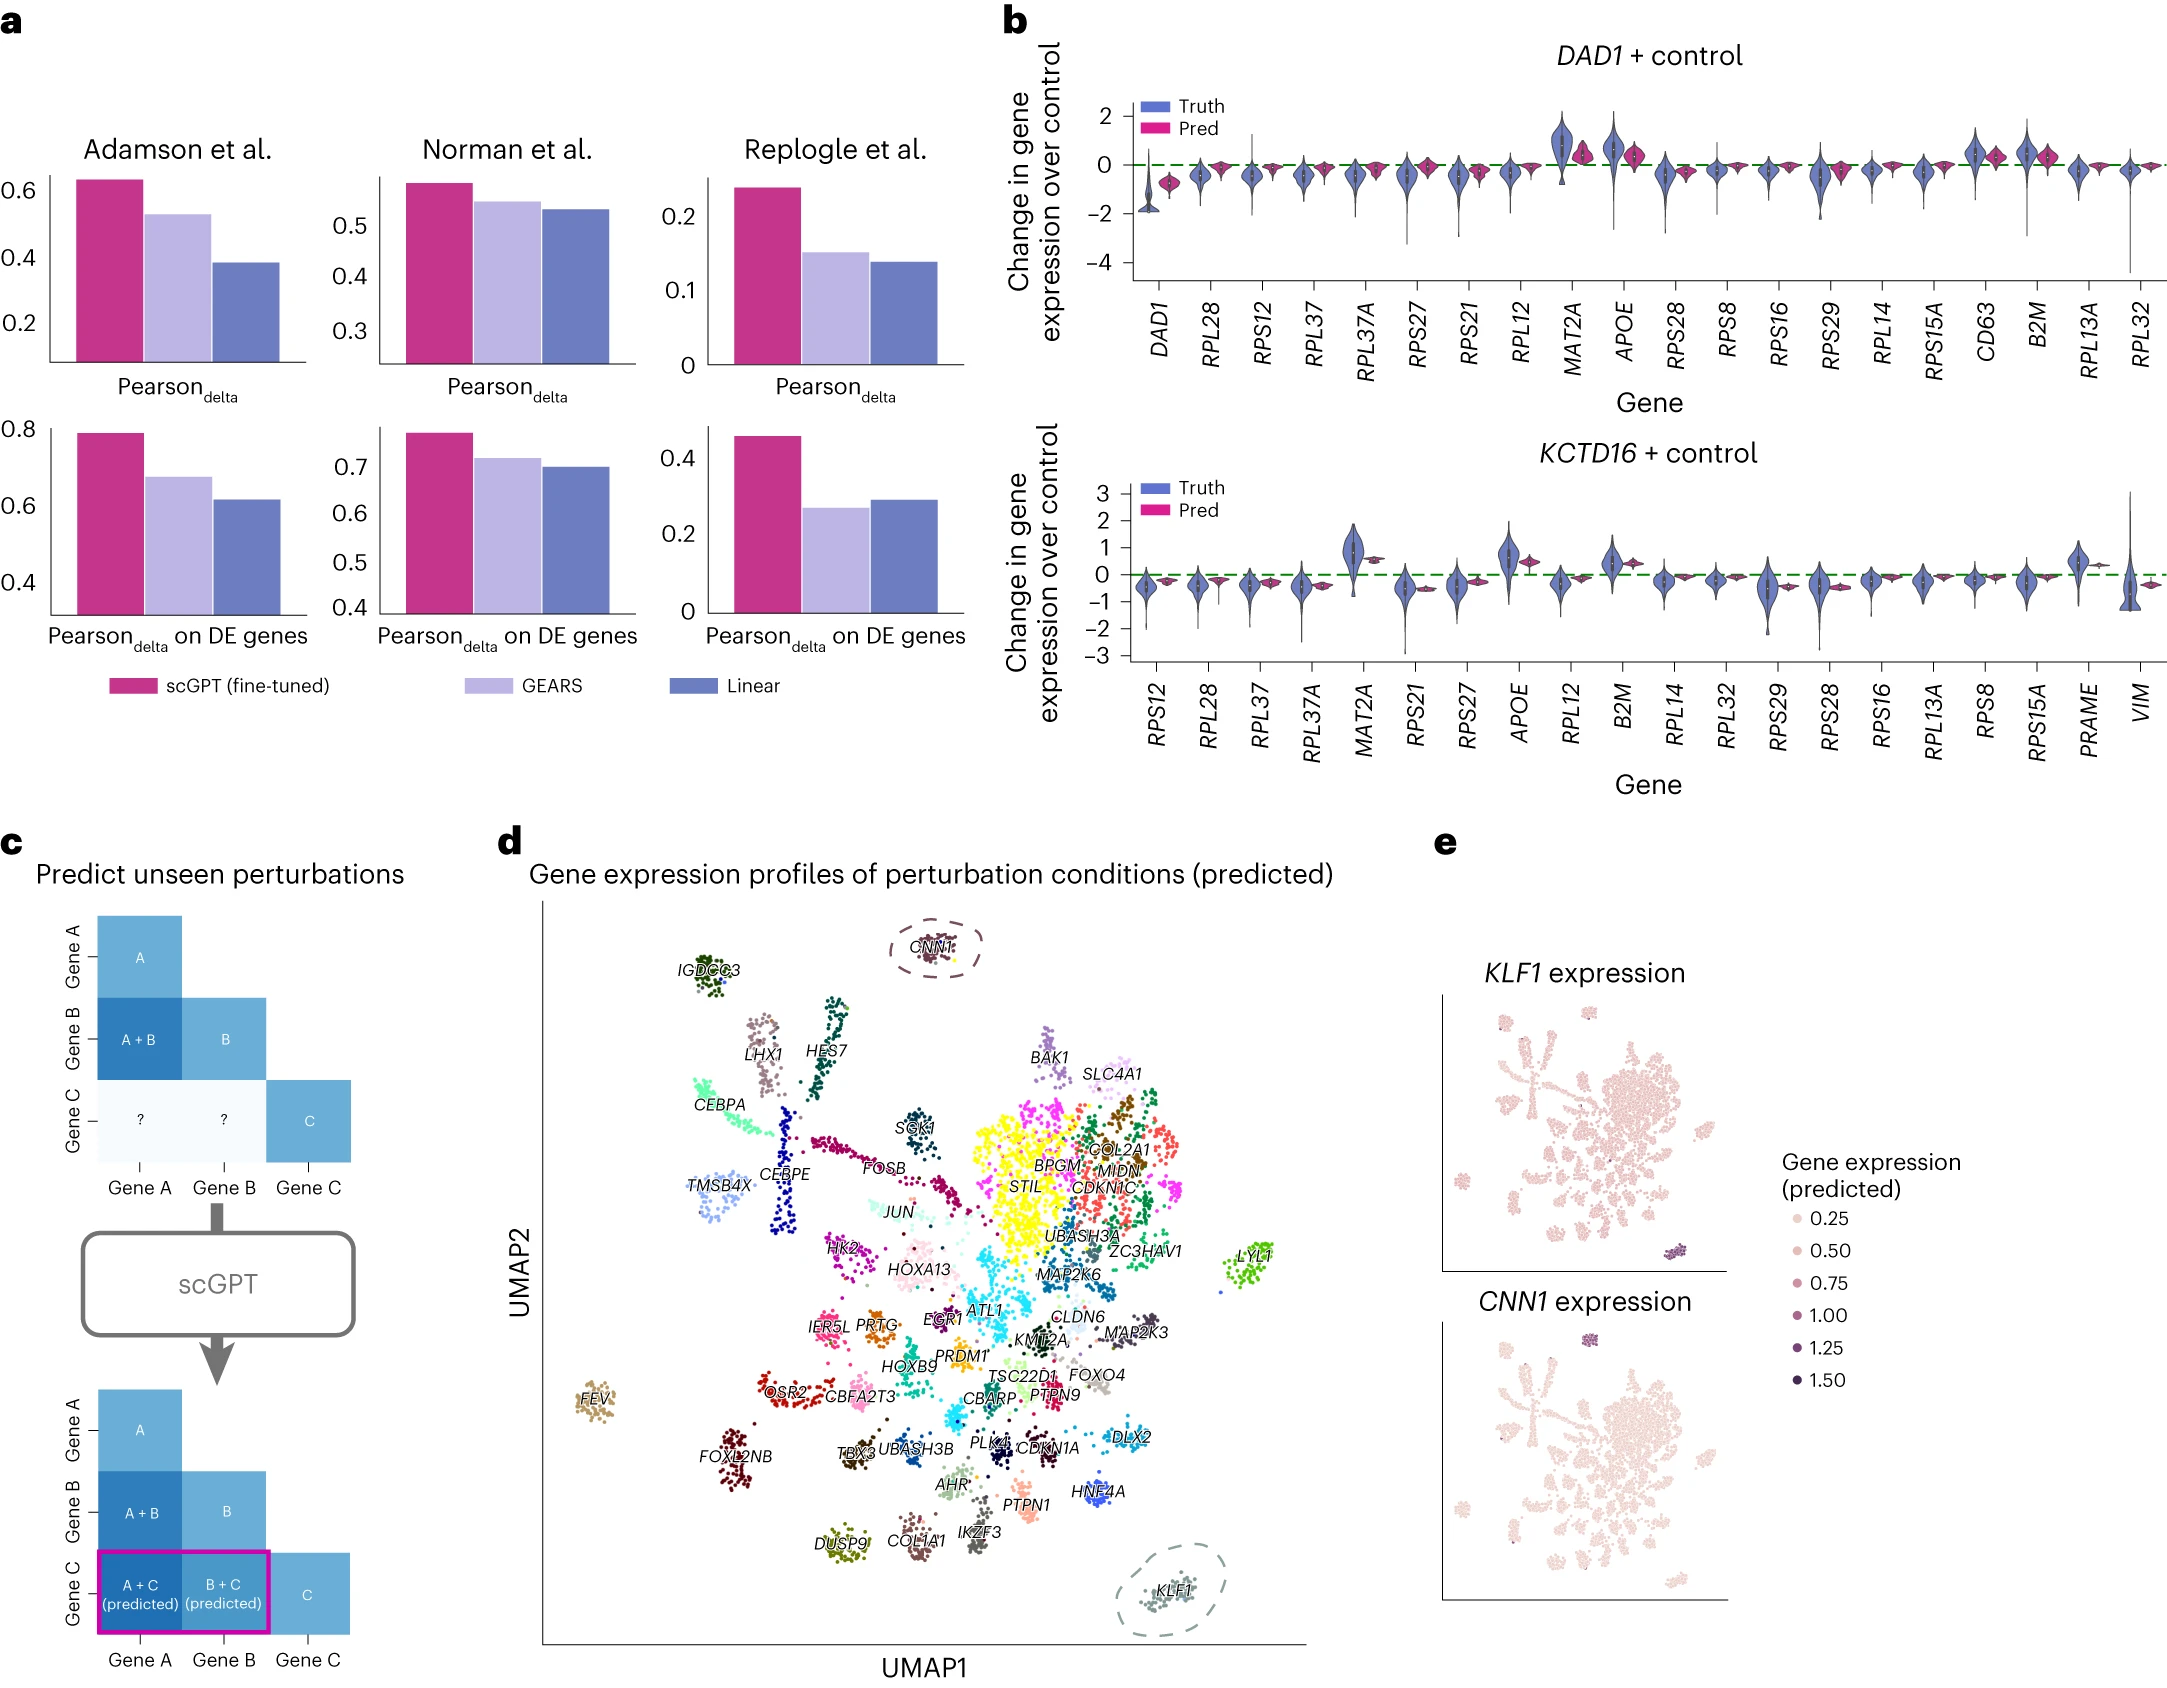 a
Adamson et al.
0.6
0.4
0.2
Pearsondelta
Norman et al.
0.5
0.4
0.3
Pearsondelta
Replogle et al.
0.2
0.1
0
Pearsondelta
0.8
0.6
0.4
Pearsondelta on DE genes
0.7
0.6
0.5
0.4
Pearsondelta on DE genes
0.4
0.2
0
Pearsondelta on DE genes
scGPT (fine-tuned)
GEARS
Linear
b
DAD1 + control
Change in gene
expression over control
2
0
−2
−4
Truth
Pred
DAD1
RPL28
RPS12
RPL37
RPL37A
RPS27
RPS21
RPL12
MAT2A
APOE
RPS28
RPS8
RPS16
RPS29
RPL14
RPS15A
CD63
B2M
RPL13A
RPL32
Gene
KCTD16 + control
Change in gene
expression over control
3
2
1
0
−1
−2
−3
Truth
Pred
RPS12
RPL28
RPL37
RPL37A
MAT2A
RPS21
RPS27
APOE
RPL12
B2M
RPL14
RPL32
RPS29
RPS28
RPS16
RPL13A
RPS8
RPS15A
PRAME
VIM
Gene
c
Predict unseen perturbations
Gene A
Gene B
Gene C
A
A + B
B
?
?
C
Gene A
Gene B
Gene C
scGPT
Gene A
Gene B
Gene C
A
A + B
B
A + C
(predicted)
B + C
(predicted)
C
Gene A
Gene B
Gene C
d
Gene expression profiles of perturbation conditions (predicted)
UMAP2
CNN1
IGDCC3
LHX1
HES7
BAK1
SLC4A1
CEBPA
SGK1
COL2A1
FOSB
BPGM
MIDN
CEBPE
TMSB4X
STIL
CDKN1C
JUN
UBASH3A
HK2
ZC3HAV1
LYL1
HOXA13
MAP2K6
ATL1
EGR1
CLDN6
IER5L
PRTG
MAP2K3
KMT2A
PRDM1
HOXB9
TSC22D1
FOXO4
OSR2
CBFA2T3
CBARP
PTPN9
FEV
DLX2
PLK4
CDKN1A
UBASH3B
TBX3
FOXL2NB
AHR
HNF4A
PTPN1
IKZF3
COL1A1
DUSP9
KLF1
UMAP1
e
KLF1 expression
CNN1 expression
Gene expression
(predicted)
0.25
0.50
0.75
1.00
1.25
1.50